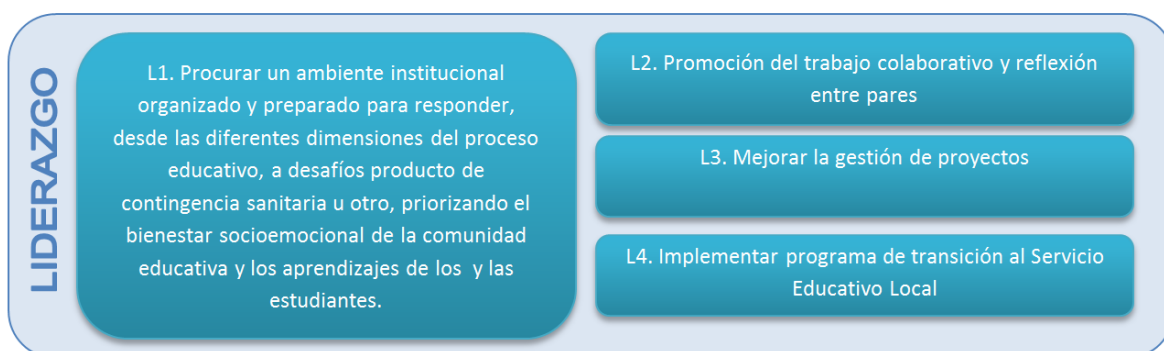 LIDERAZGO
L1. Procurar un ambiente institucional
organizado y preparado para responder,
desde las diferentes dimensiones del proceso
educativo, a desafíos producto de
contingencia sanitaria u otro, priorizando el
bienestar socioemocional de la comunidad
educativa y los aprendizajes de los y las
estudiantes.
L2. Promoción del trabajo colaborativo y reflexión
entre pares
L3. Mejorar la gestión de proyectos
L4. Implementar programa de transición al Servicio
Educativo Local